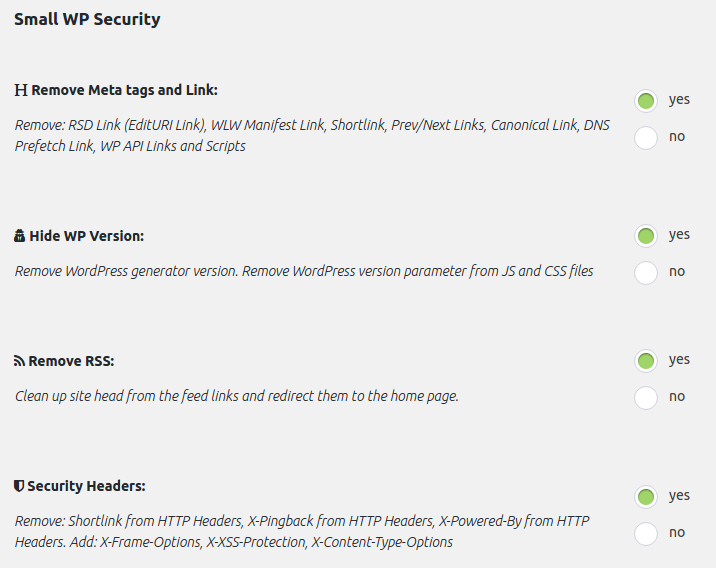 Small WP Security
H Remove Meta tags and Link:
yes
Remove: RSD Link (EditURI Link), WLW Manifest Link, Shortlink, Prev/Next Links, Canonical Link, DNS
Prefetch Link, WP API Links and Scripts
no
Hide WP Version:
yes
Remove WordPress generator version. Remove WordPress version parameter from JS and CSS files
no
Remove RSS:
yes
Clean up site head from the feed links and redirect them to the home page.
no
Security Headers:
yes
Remove: Shortlink from HTTP Headers, X-Pingback from HTTP Headers, X-Powered-By from HTTP
Headers. Add: X-Frame-Options, X-XSS-Protection, X-Content-Type-Options
no